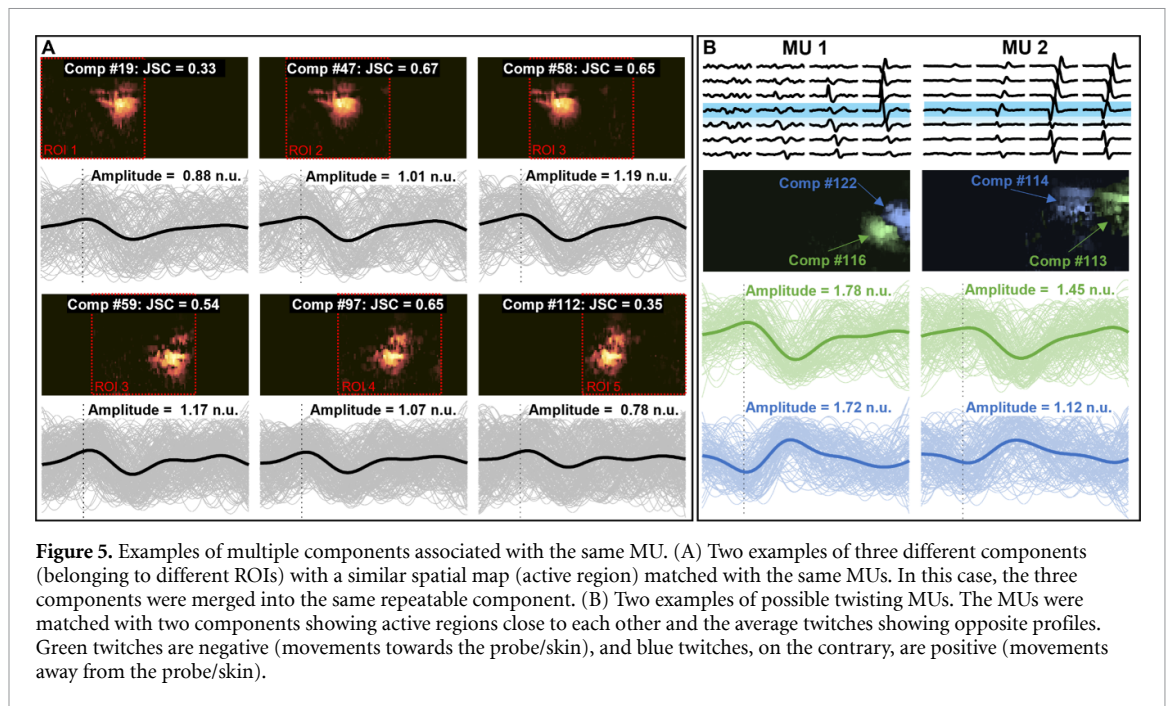 A
Comp #19: JSC = 0.33
Comp #47: JSC = 0.67
Comp #58: JSC = 0.65
ROI 1
ROI 2
ROI 3
Amplitude = 0.88 n.u.
Amplitude = 1.01 n.u.
Amplitude = 1.19 n.u.
Comp #59: JSC = 0.54
Comp #97: JSC = 0.65
Comp #112: JSC = 0.35
ROI 3
ROI 4
ROI 5
Amplitude = 1.17 n.u.
Amplitude = 1.07 n.u.
Amplitude = 0.78 n.u.
B
MU 1
MU 2
Comp #122
Comp #116
Comp #114
Comp #113
Amplitude = 1.78 n.u.
Amplitude = 1.45 n.u.
Amplitude = 1.72 n.u.
Amplitude = 1.12 n.u.
Figure 5. Examples of multiple components associated with the same MU. (A) Two examples of three different components
(belonging to different ROIs) with a similar spatial map (active region) matched with the same MUs. In this case, the three
components were merged into the same repeatable component. (B) Two examples of possible twisting MUs. The MUs were
matched with two components showing active regions close to each other and the average twitches showing opposite profiles.
Green twitches are negative (movements towards the probe/skin), and blue twitches, on the contrary, are positive (movements
away from the probe/skin).